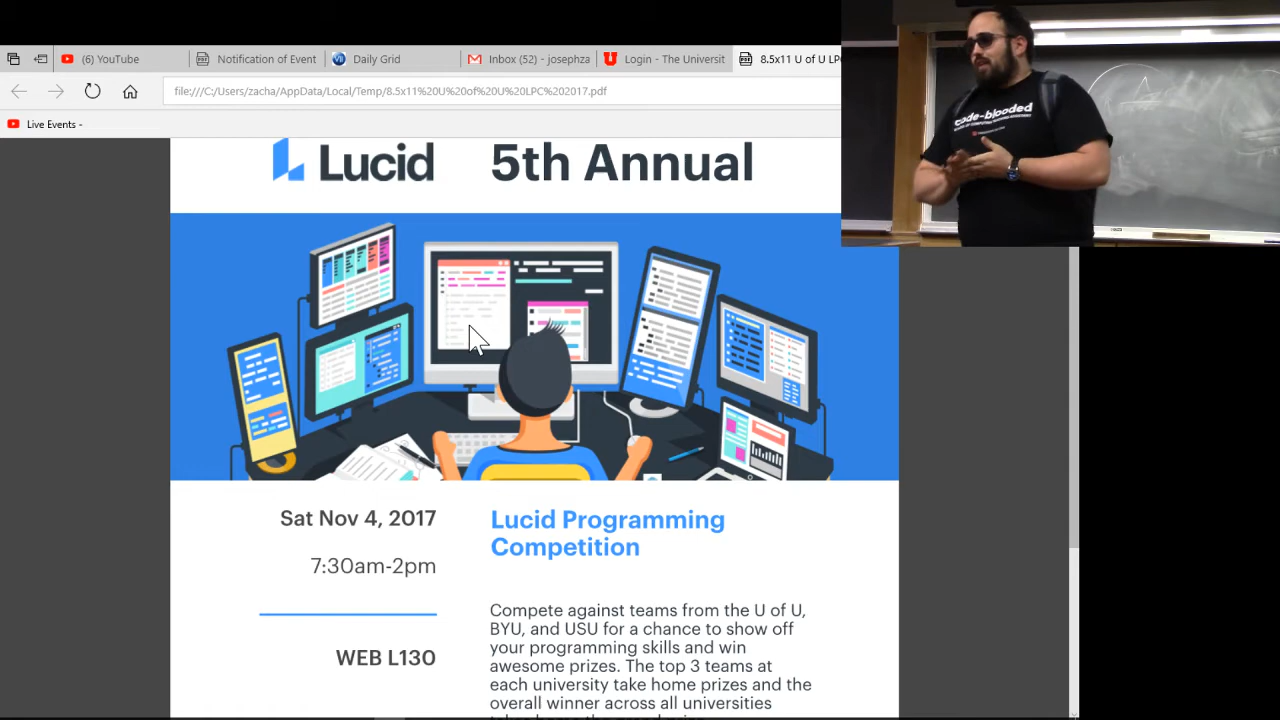 (6) YouTube
Notification of Event
Daily Grid
Inbox (52) - josephza
Login - The Universit
8.5x11 U of U LP
file:///C:/Users/zacha/AppData/Local/Temp/8.5x11%20U%20of%20U%20LPC%202017.pdf
Live Events -
code-blooded
Lucid 5th Annual
Sat Nov 4, 2017
7:30am-2pm
WEB L130
Lucid Programming
Competition
Compete against teams from the U of U,
BYU, and USU for a chance to show off
your programming skills and win
awesome prizes. The top 3 teams at
each university take home prizes and the
overall winner across all universities